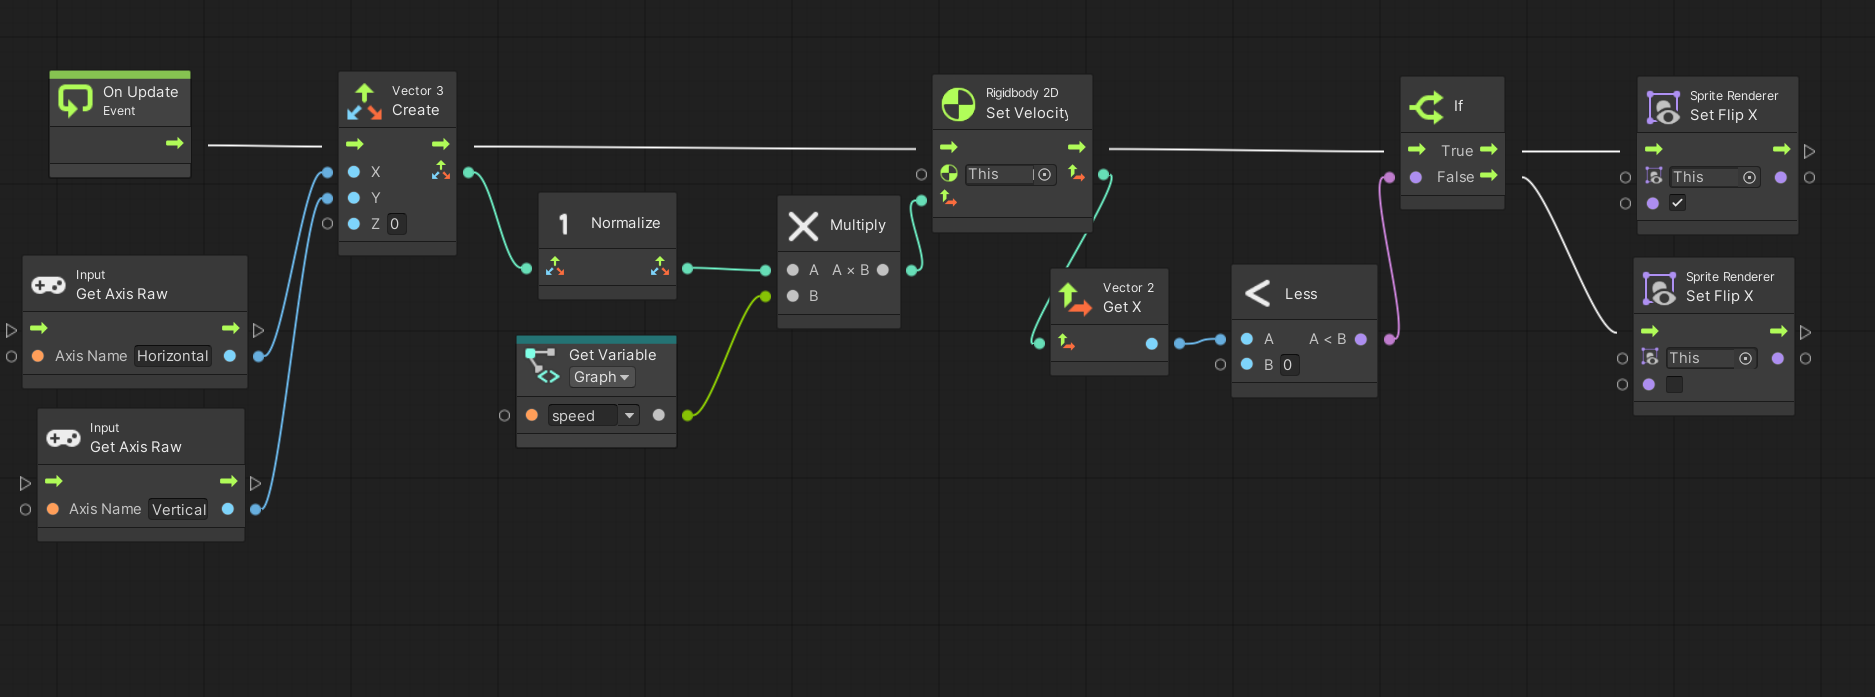 On Update
Event
Vector 3
Create
X
Y
Z 0
Input
Get Axis Raw
Axis Name Horizontal
Input
Get Axis Raw
Axis Name Vertical
1 Normalize
Get Variable
Graph
speed
Multiply
A A × B
B
Rigidbody 2D
Set Velocity
This
Vector 2
Get X
< Less
A A < B
B 0
If
True
False
Sprite Renderer
Set Flip X
This
Sprite Renderer
Set Flip X
This